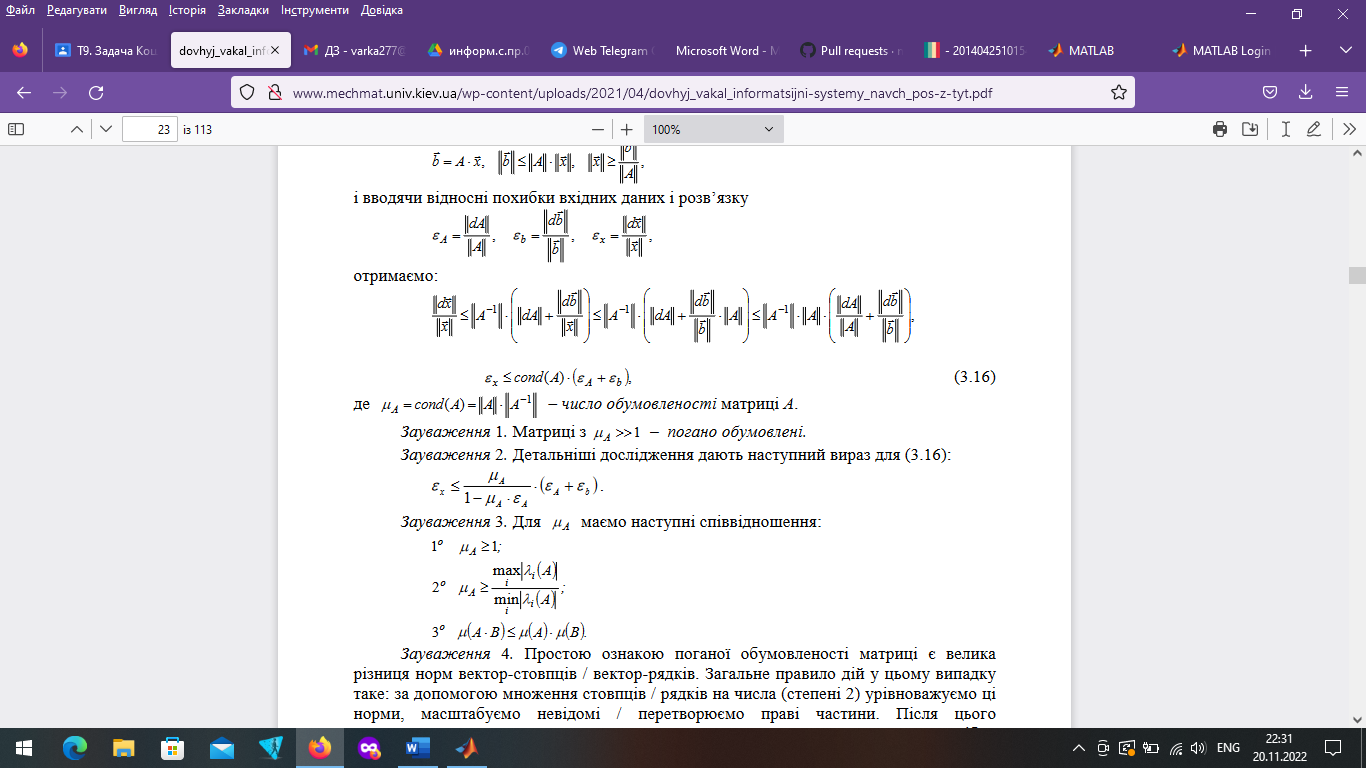 Файл Редагувати Вигляд Історія Закладки Інструменти Довідка
Т9. Задача Кош dovhyj_vakal_info ДЗ - varka277@ информ.с.пр.0 Web Telegram Microsoft Word - M Pull requests · 201404251015 MATLAB MATLAB Login
www.mechmat.univ.kiev.ua/wp-content/uploads/2021/04/dovhyj_vakal_informatsijni-systemy_navch_pos-z-tyt.pdf
23 із 113 100%
b⃗ = A · x⃗, ‖b⃗‖ ≤ ‖A‖ · ‖x⃗‖, ‖x⃗‖ ≥ ‖b⃗‖ / ‖A‖,
і вводячи відносні похибки вхідних даних і розв’язку
ε_A = ‖dA‖ / ‖A‖, ε_b = ‖db⃗‖ / ‖b⃗‖, ε_x = ‖dx⃗‖ / ‖x⃗‖,
отримаємо:
‖dx⃗‖ / ‖x⃗‖ ≤ ‖A⁻¹‖ · (‖dA‖ + ‖db⃗‖ / ‖x⃗‖) ≤ ‖A⁻¹‖ · (‖dA‖ + ‖db⃗‖ / ‖b⃗‖ · ‖A‖) ≤ ‖A⁻¹‖ · ‖A‖ · (‖dA‖ / ‖A‖ + ‖db⃗‖ / ‖b⃗‖),
ε_x ≤ cond(A) · (ε_A + ε_b), (3.16)
де μ_A = cond(A) = ‖A‖ · ‖A⁻¹‖ – число обумовленості матриці A.
Зауваження 1. Матриці з μ_A >> 1 – погано обумовлені.
Зауваження 2. Детальніші дослідження дають наступний вираз для (3.16):
ε_x ≤ μ_A / (1 − μ_A · ε_A) · (ε_A + ε_b).
Зауваження 3. Для μ_A маємо наступні співвідношення:
1° μ_A ≥ 1;
2° μ_A ≥ max_i |λ_i(A)| / min_i |λ_i(A)|;
3° μ(A · B) ≤ μ(A) · μ(B).
Зауваження 4. Простою ознакою поганої обумовленості матриці є велика
різниця норм вектор-стовпців / вектор-рядків. Загальне правило дій у цьому випадку
таке: за допомогою множення стовпців / рядків на числа (степені 2) урівноважуємо ці
норми, масштабуємо невідомі / перетворюємо праві частини. Після цього
ENG 22:31
20.11.2022